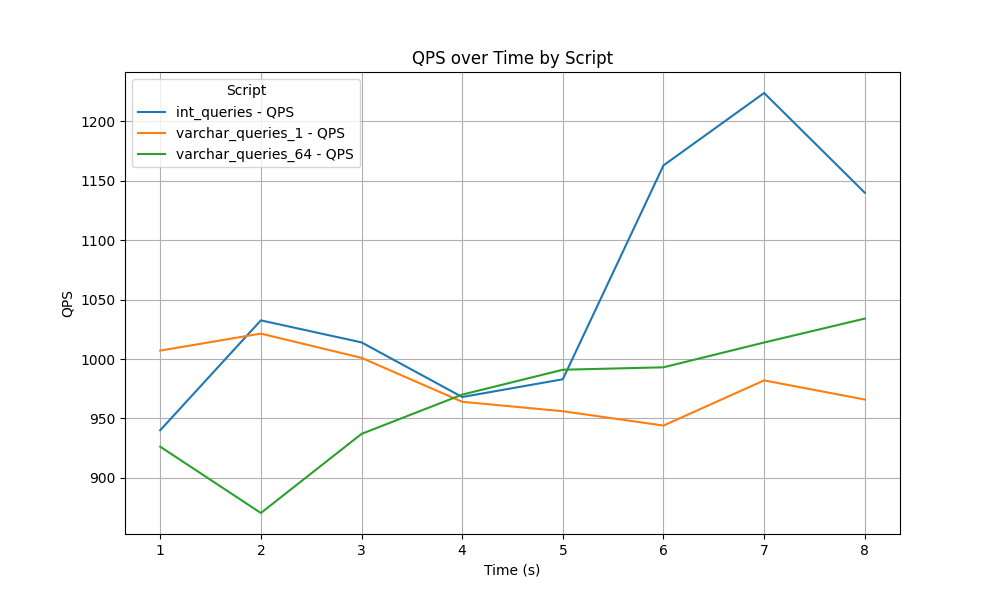 QPS over Time by Script
Script
int_queries - QPS
varchar_queries_1 - QPS
varchar_queries_64 - QPS
QPS
1200
1150
1100
1050
1000
950
900
1 2 3 4 5 6 7 8
Time (s)